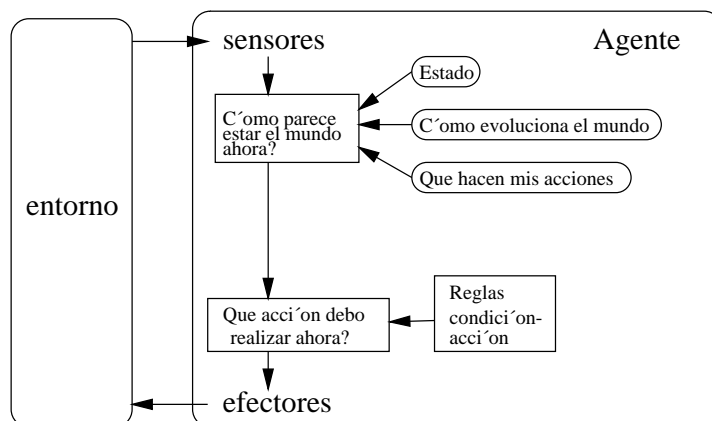 sensores
Agente
Estado
C´omo parece
estar el mundo
ahora?
C´omo evoluciona el mundo
Que hacen mis acciones
entorno
Que acci´on debo
realizar ahora?
Reglas
condici´on-
acci´on
efectores